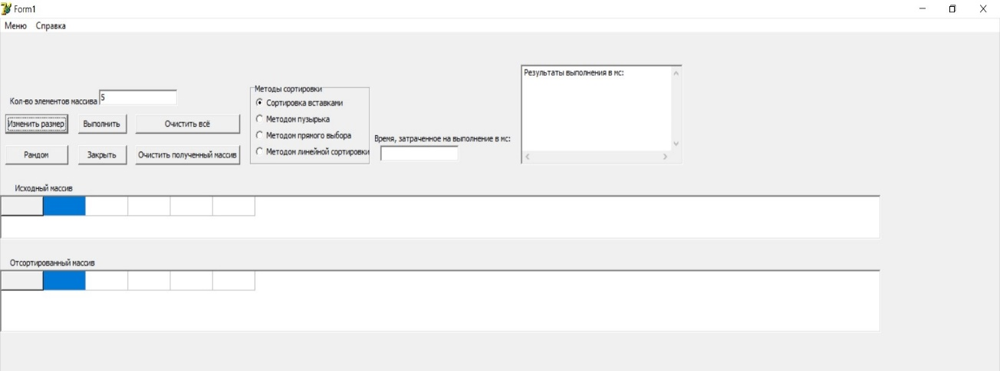 Form1
Меню Справка
Результаты выполнения в мс:
Кол-во элементов массива 5
Методы сортировки
Сортировка вставками
Методом пузырька
Методом прямого выбора
Методом линейной сортировки
Изменить размер Выполнить Очистить всё
Время, затраченное на выполнение в мс:
Рандом Закрыть Очистить полученный массив
Исходный массив
Отсортированный массив